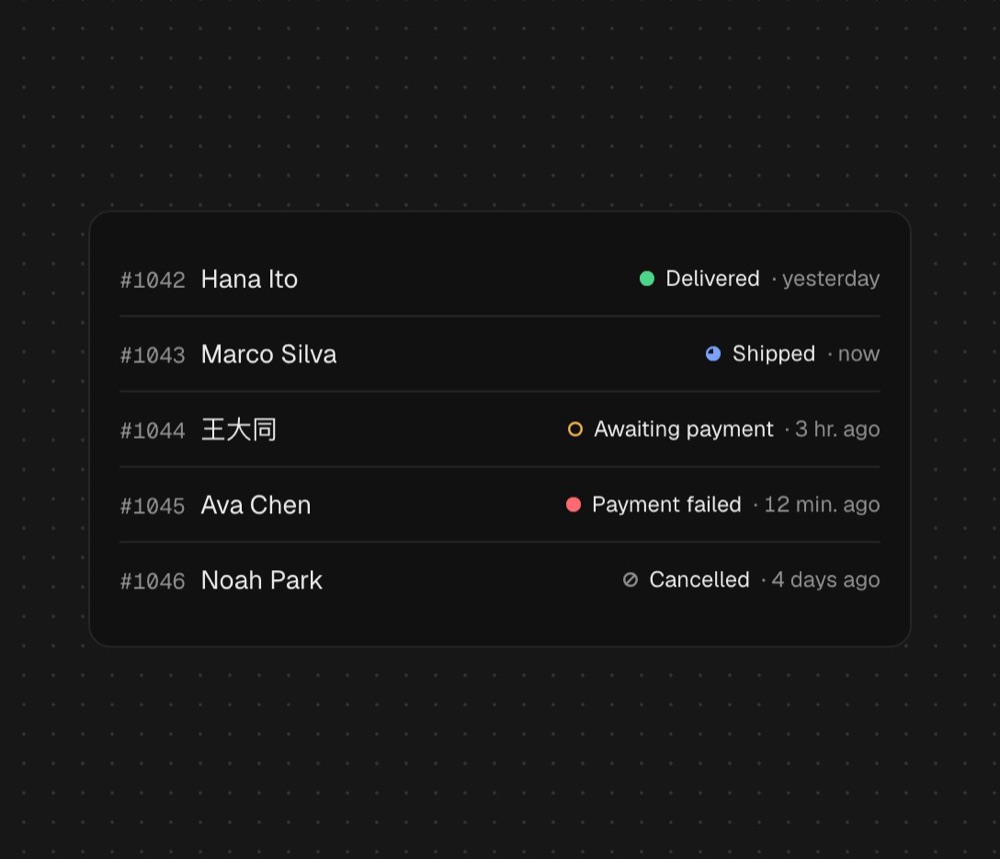 #1042 Hana Ito Delivered · yesterday
#1043 Marco Silva Shipped · now
#1044 王大同 Awaiting payment · 3 hr. ago
#1045 Ava Chen Payment failed · 12 min. ago
#1046 Noah Park Cancelled · 4 days ago